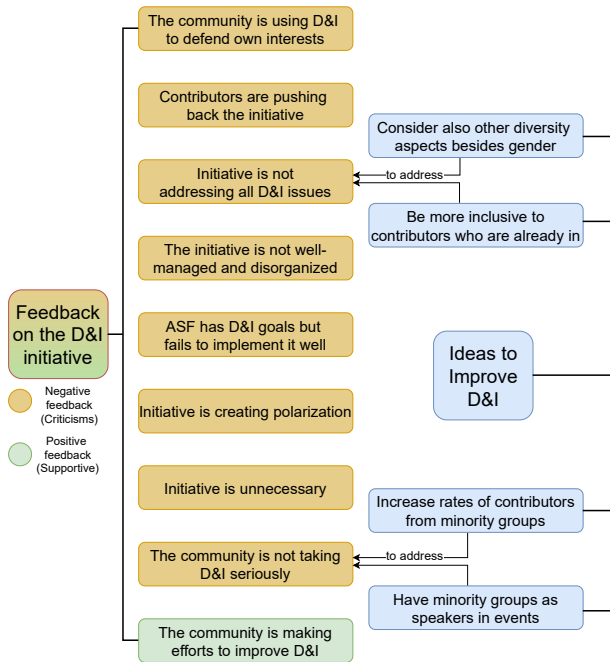 The community is using D&I
to defend own interests
Contributors are pushing
back the initiative
Consider also other diversity
aspects besides gender
to address
Initiative is not
addressing all D&I issues
Be more inclusive to
contributors who are already in
The initiative is not well-
managed and disorganized
Feedback
on the D&I
initiative
ASF has D&I goals but
fails to implement it well
Ideas to
Improve
D&I
Negative
feedback
(Criticisms)
Initiative is creating polarization
Positive
feedback
(Supportive)
Initiative is unnecessary
Increase rates of contributors
from minority groups
to address
The community is not taking
D&I seriously
Have minority groups as
speakers in events
The community is making
efforts to improve D&I